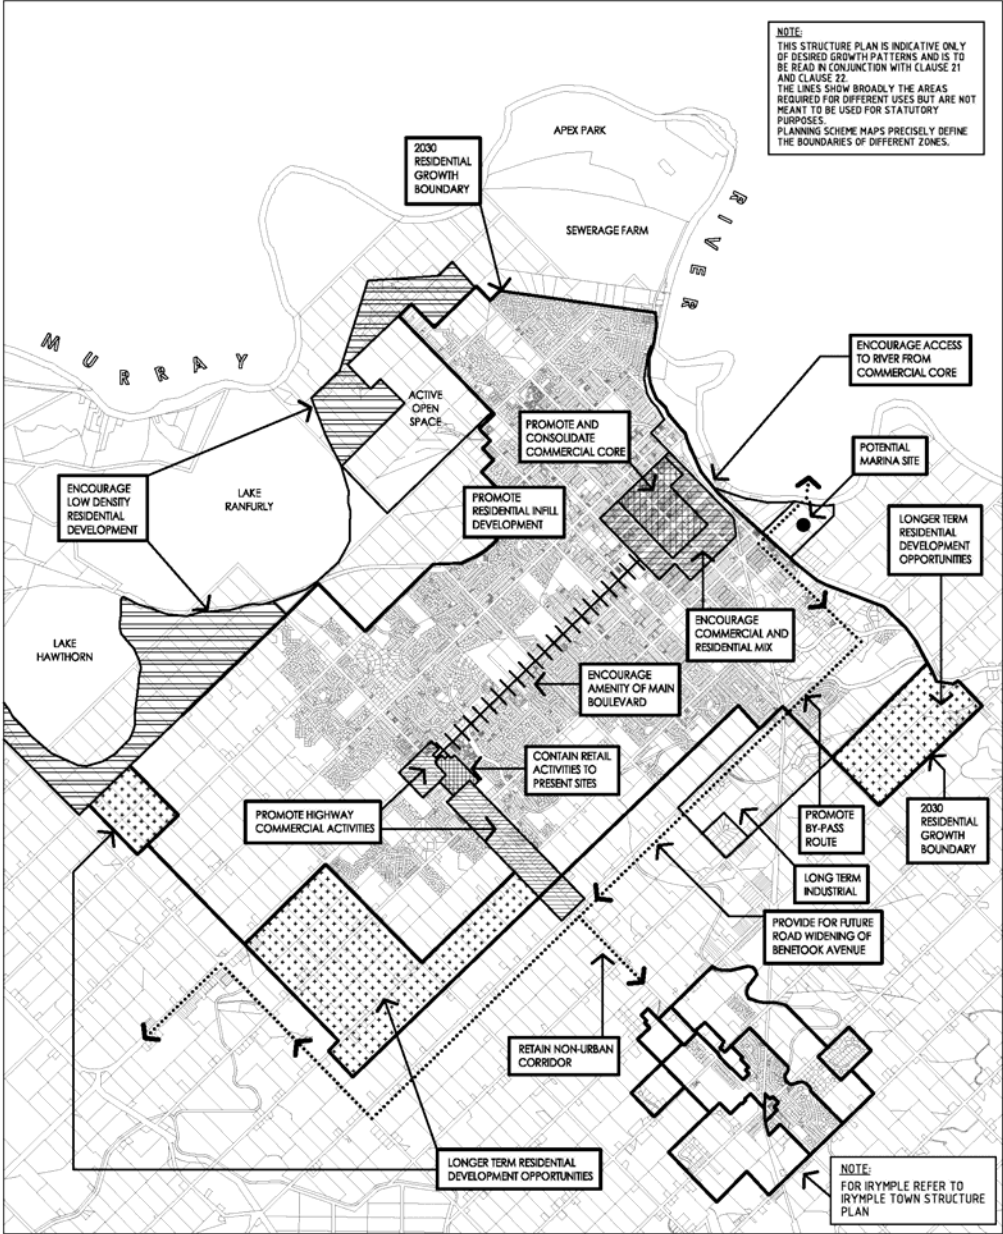 NOTE:
THIS STRUCTURE PLAN IS INDICATIVE ONLY
OF DESIRED GROWTH PATTERNS AND IS TO
BE READ IN CONJUNCTION WITH CLAUSE 21
AND CLAUSE 22.
THE LINES SHOW BROADLY THE AREAS
REQUIRED FOR DIFFERENT USES BUT ARE NOT
MEANT TO BE USED FOR STATUTORY
PURPOSES.
PLANNING SCHEME MAPS PRECISELY DEFINE
THE BOUNDARIES OF DIFFERENT ZONES.
APEX PARK
2030
RESIDENTIAL
GROWTH
BOUNDARY
SEWERAGE FARM
RIVER
MURRAY
ENCOURAGE ACCESS
TO RIVER FROM
COMMERCIAL CORE
ACTIVE
OPEN
SPACE
PROMOTE AND
CONSOLIDATE
COMMERCIAL CORE
POTENTIAL
MARINA SITE
ENCOURAGE
LOW DENSITY
RESIDENTIAL
DEVELOPMENT
LAKE
RANFURLY
PROMOTE
RESIDENTIAL INFILL
DEVELOPMENT
LONGER TERM
RESIDENTIAL
DEVELOPMENT
OPPORTUNITIES
LAKE
HAWTHORN
ENCOURAGE
COMMERCIAL AND
RESIDENTIAL MIX
ENCOURAGE
AMENITY OF MAIN
BOULEVARD
CONTAIN RETAIL
ACTIVITIES TO
PRESENT SITES
PROMOTE HIGHWAY
COMMERCIAL ACTIVITIES
PROMOTE
BY-PASS
ROUTE
2030
RESIDENTIAL
GROWTH
BOUNDARY
LONG TERM
INDUSTRIAL
PROVIDE FOR FUTURE
ROAD WIDENING OF
BENETOOK AVENUE
RETAIN NON-URBAN
CORRIDOR
LONGER TERM RESIDENTIAL
DEVELOPMENT OPPORTUNITIES
NOTE:
FOR IRYMPLE REFER TO
IRYMPLE TOWN STRUCTURE
PLAN